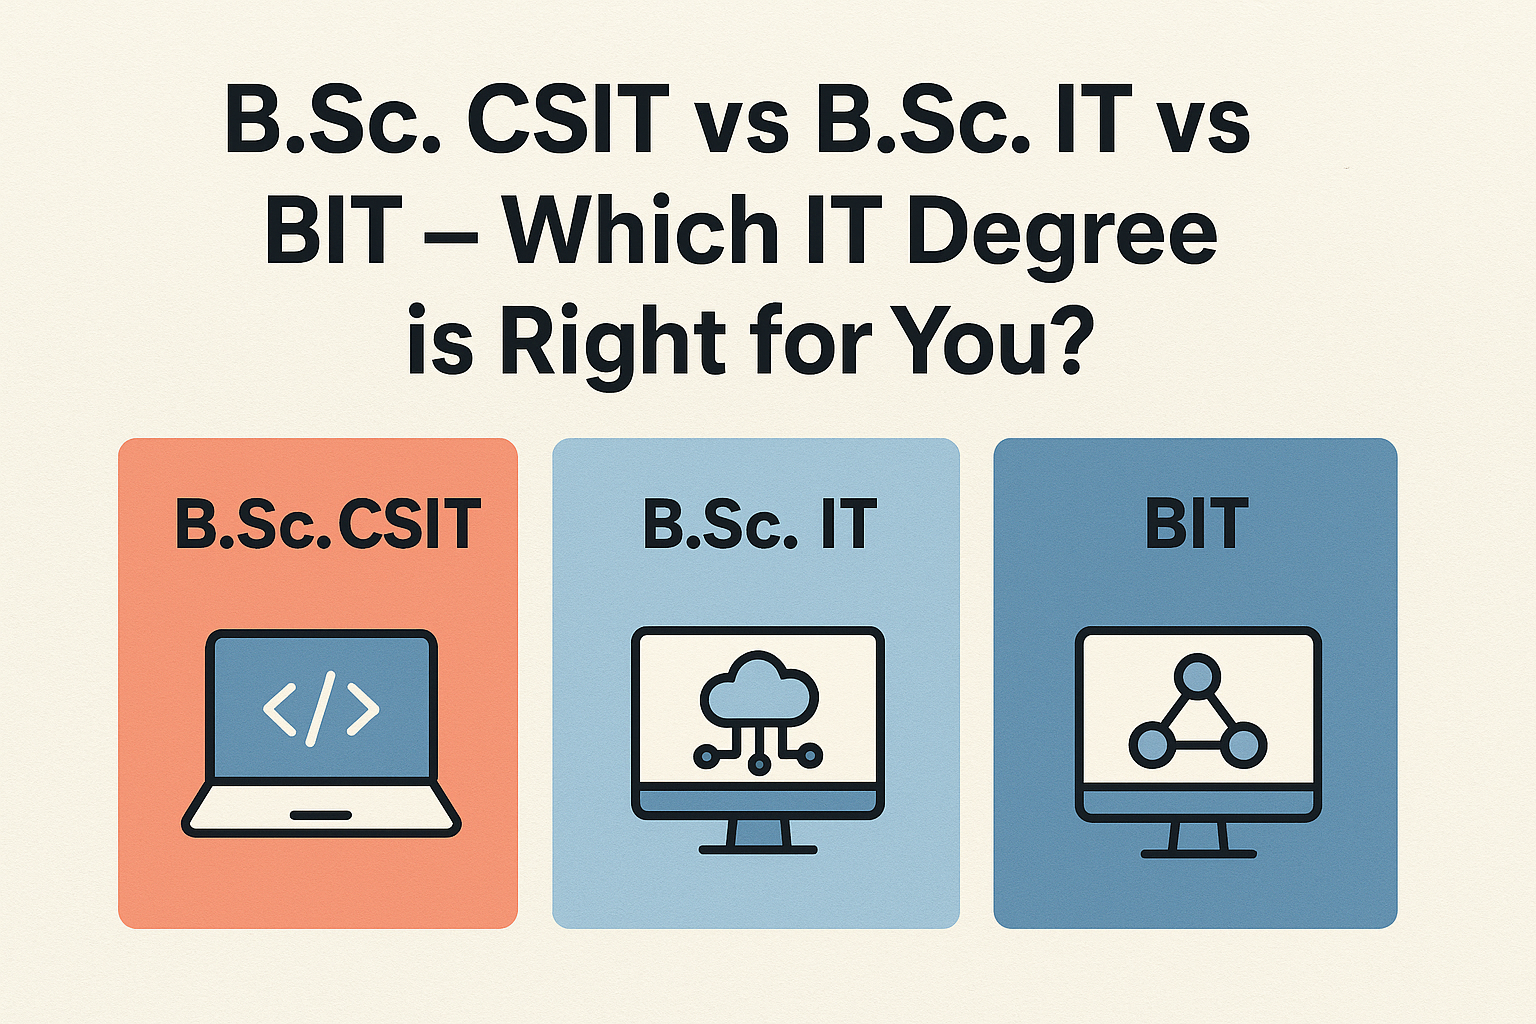 B.Sc. CSIT vs B.Sc. IT vs
BIT – Which IT Degree
is Right for You?
B.Sc. CSIT
B.Sc. IT
BIT
</>